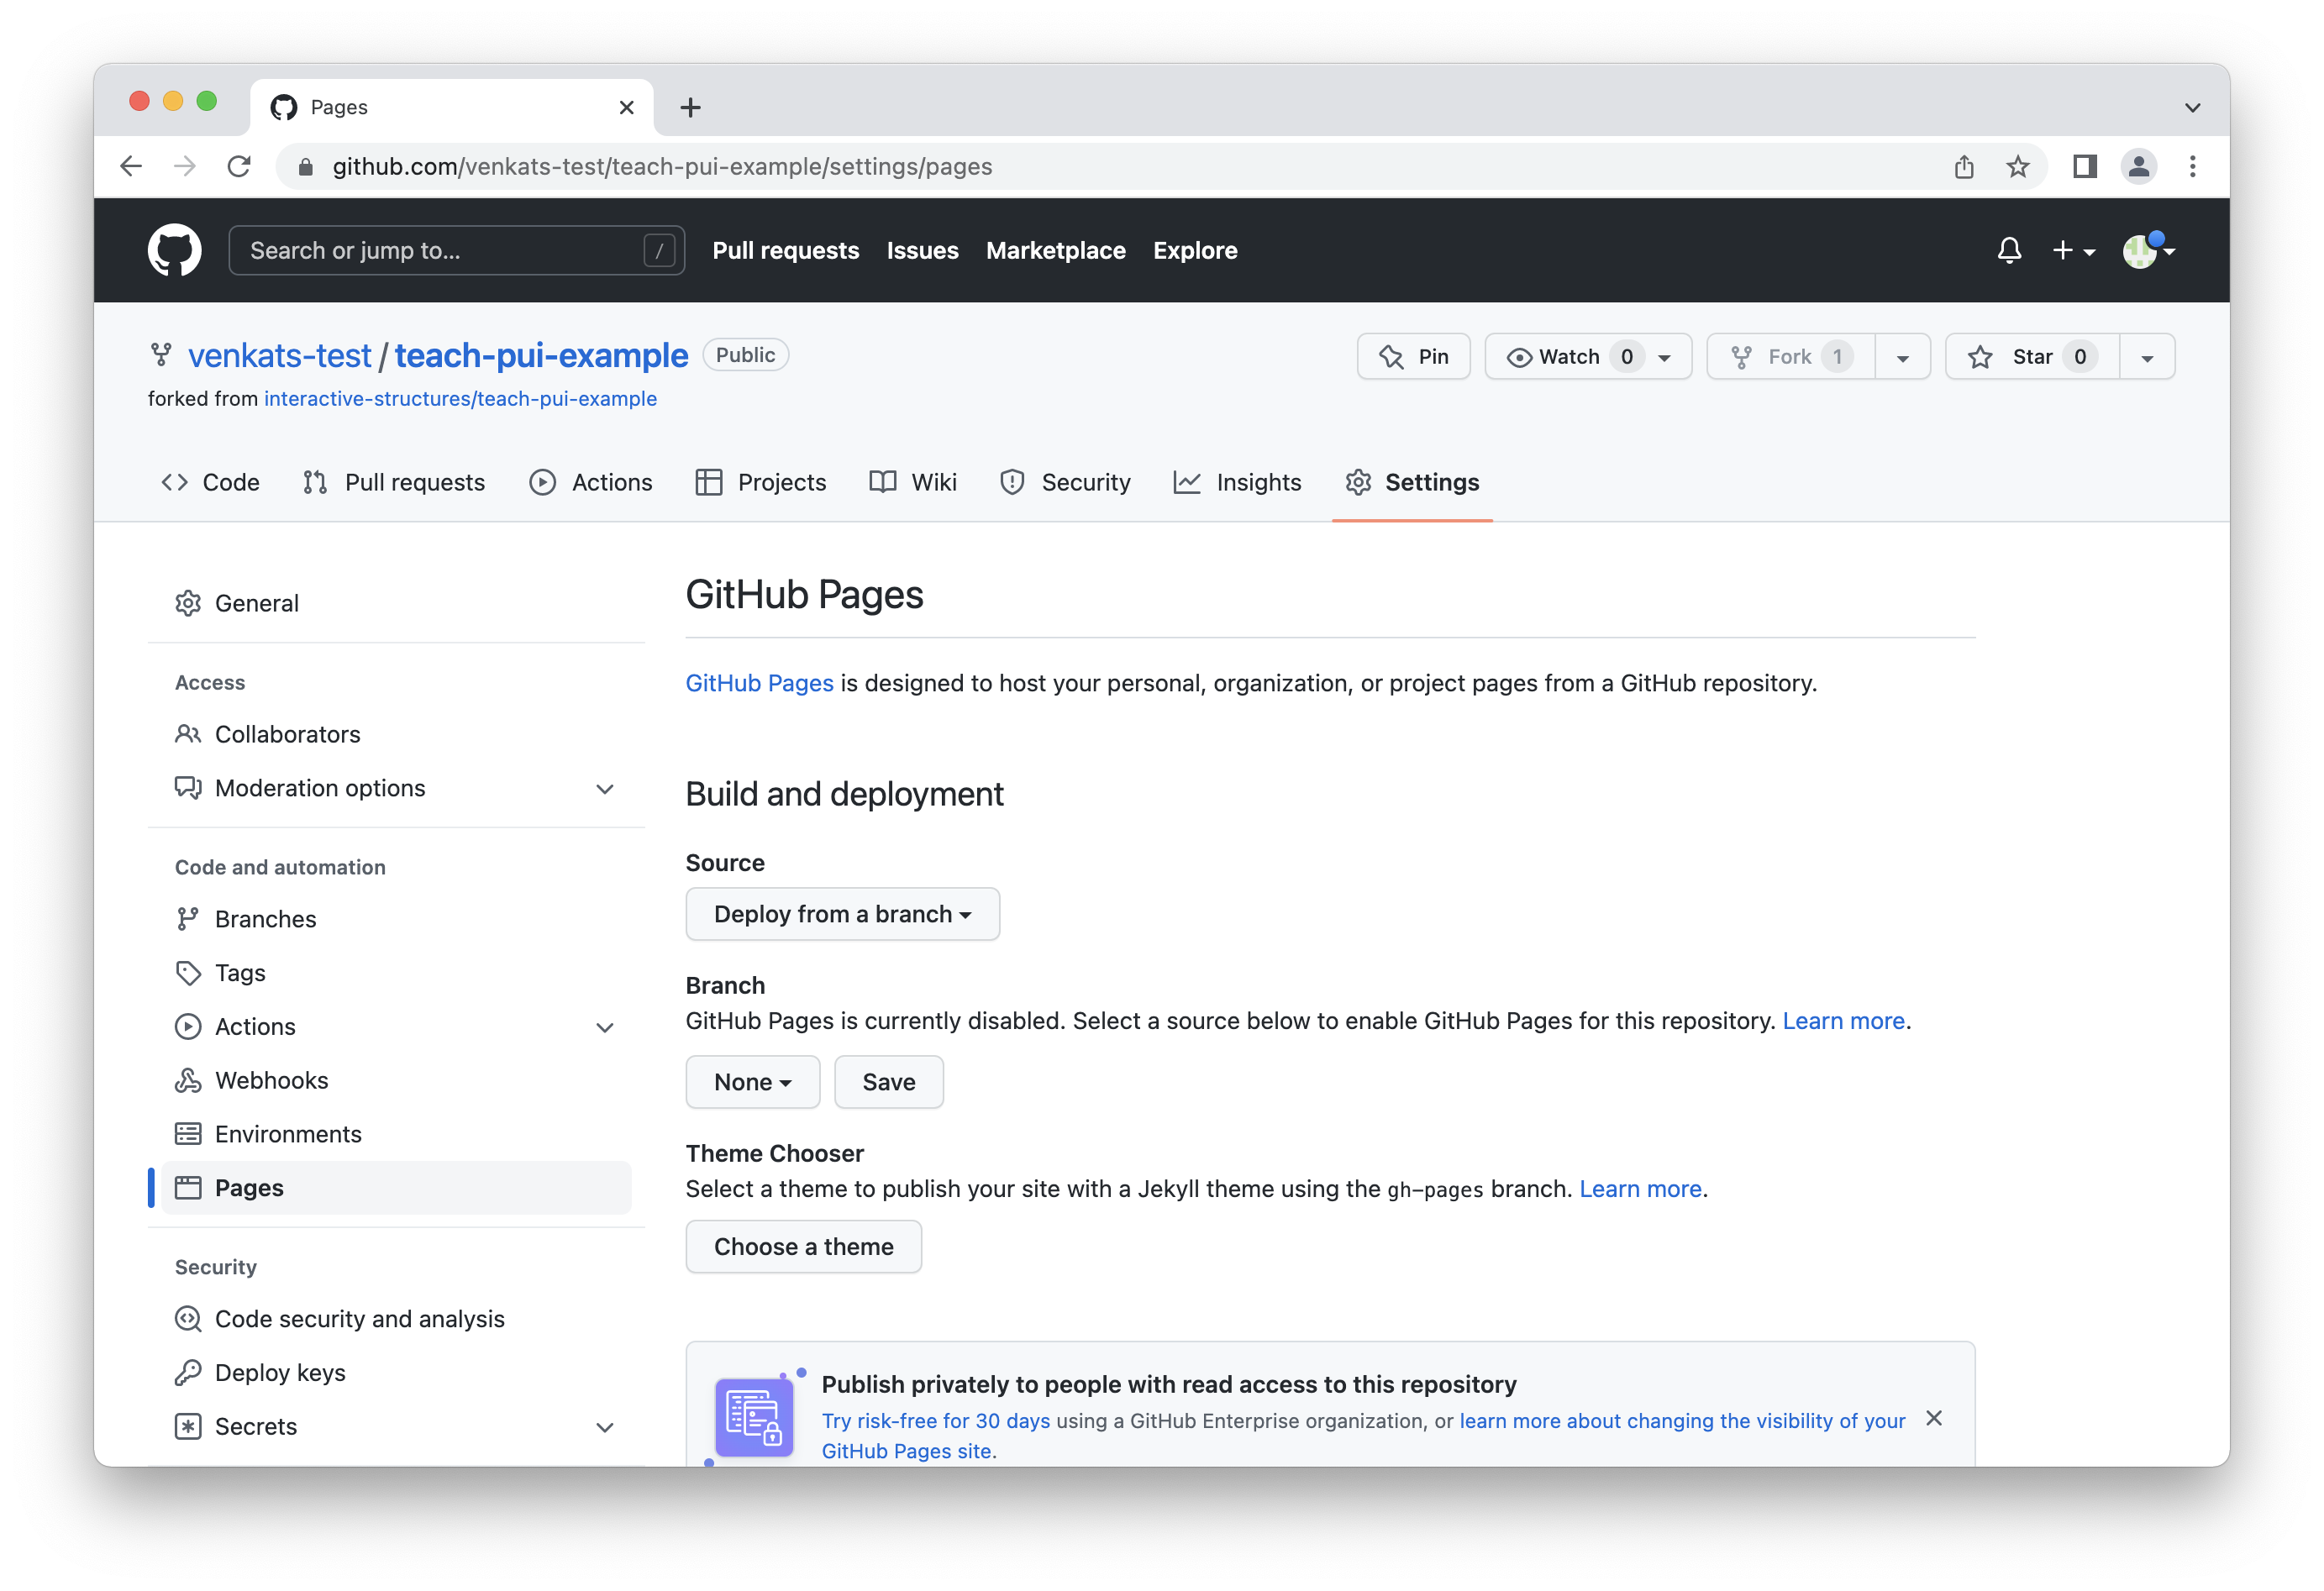 Pages
github.com/venkats-test/teach-pui-example/settings/pages
Search or jump to... /
Pull requests Issues Marketplace Explore
venkats-test / teach-pui-example Public
Pin Watch 0 Fork 1 Star 0
forked from interactive-structures/teach-pui-example
Code Pull requests Actions Projects Wiki Security Insights Settings
General
Access
Collaborators
Moderation options
Code and automation
Branches
Tags
Actions
Webhooks
Environments
Pages
Security
Code security and analysis
Deploy keys
Secrets
GitHub Pages
GitHub Pages is designed to host your personal, organization, or project pages from a GitHub repository.
Build and deployment
Source
Deploy from a branch
Branch
GitHub Pages is currently disabled. Select a source below to enable GitHub Pages for this repository. Learn more.
None Save
Theme Chooser
Select a theme to publish your site with a Jekyll theme using the gh-pages branch. Learn more.
Choose a theme
Publish privately to people with read access to this repository
Try risk-free for 30 days using a GitHub Enterprise organization, or learn more about changing the visibility of your
GitHub Pages site.